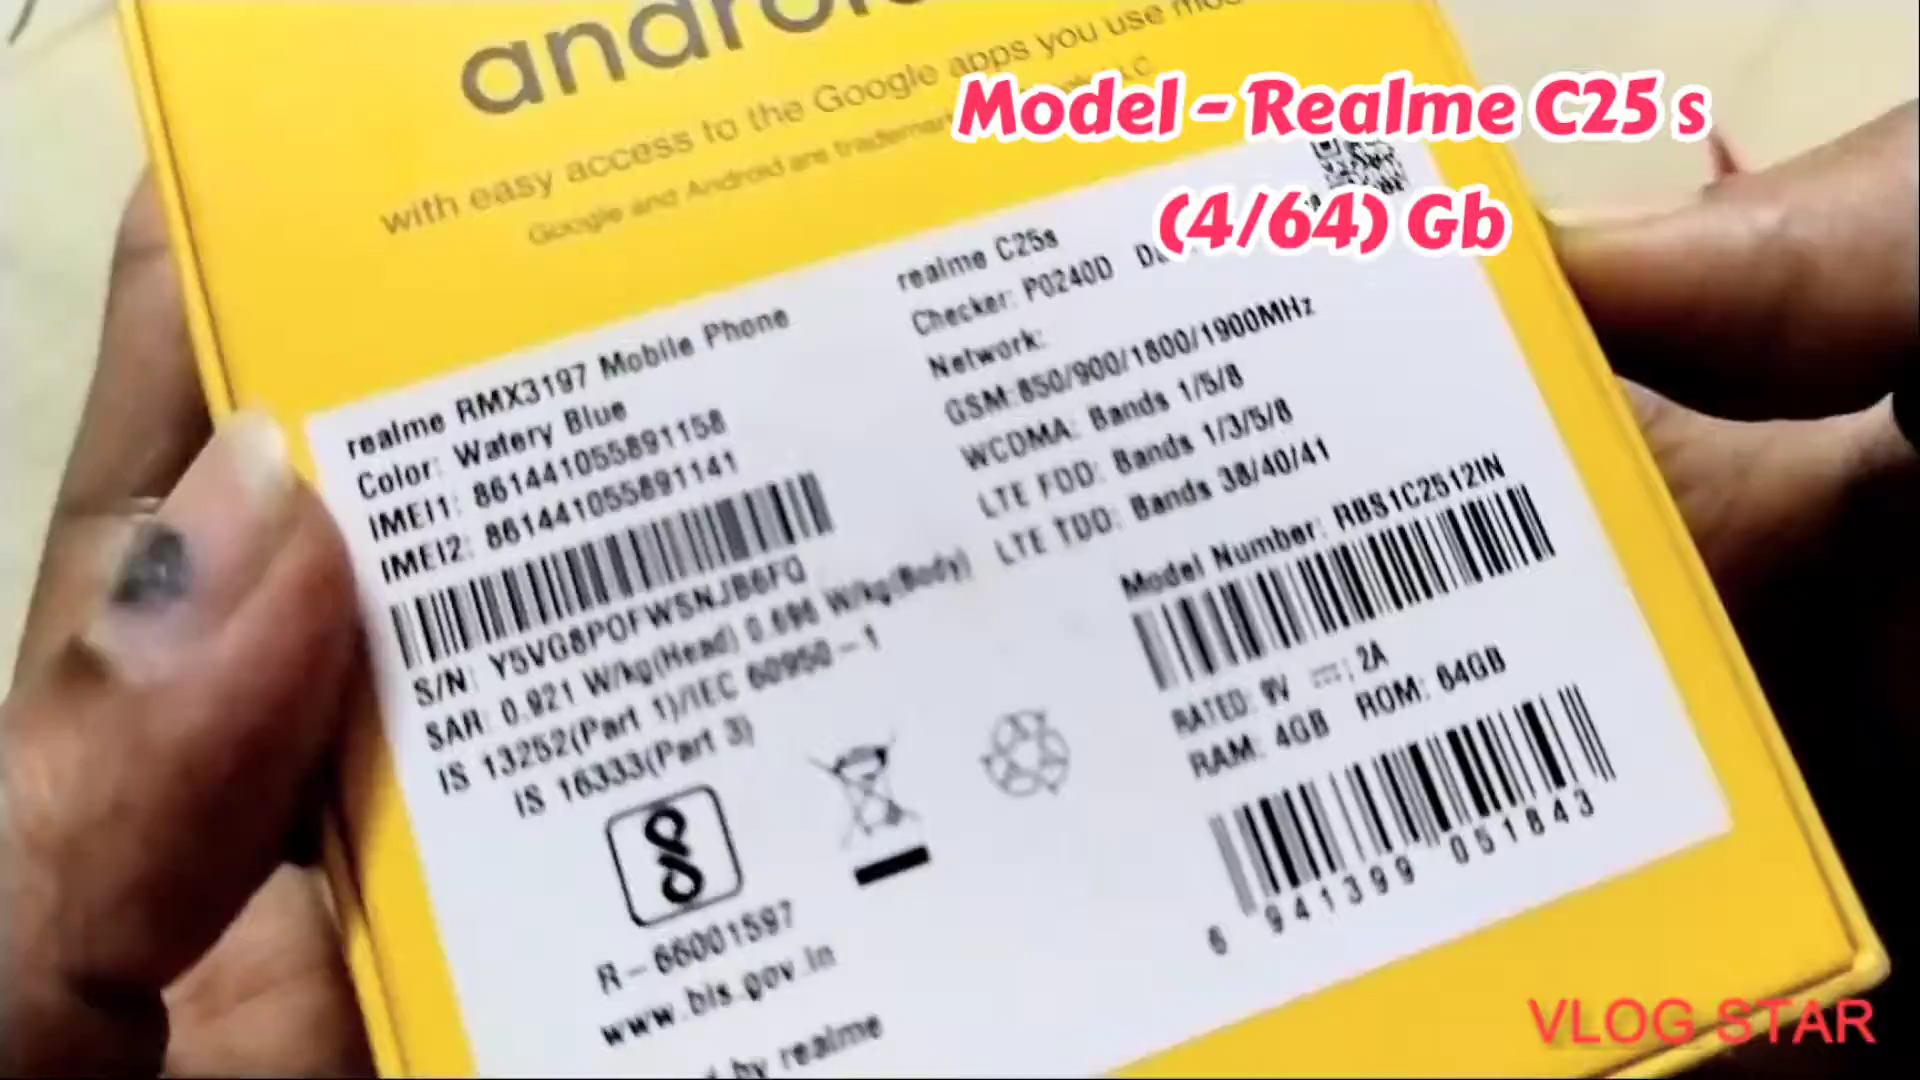 android
with easy access to the Google apps you use most
Google and Android are trademarks LLC
Model - Realme C25 s
(4/64) Gb
realme RMX3197 Mobile Phone
Color: Watery Blue
IMEI1: 861441055891158
IMEI2: 861441055891141
S/N: Y5VG8POFWSNJB6FQ
SAR: 0.921 W/kg(Head) 0.696 W/kg(Body)
IS 13252(Part 1)/IEC 60950-1
IS 16333(Part 3)
R-66001597
www.bis.gov.in
by realme
realme C25s
Checker: P0240D
Network:
GSM:850/900/1800/1900MHz
WCDMA: Bands 1/5/8
LTE FDD: Bands 1/3/5/8
LTE TDD: Bands 38/40/41
Model Number: RBS1C2512IN
RATED: 9V ⎓; 2A
RAM: 4GB ROM: 64GB
6 941399 051843
VLOG STAR